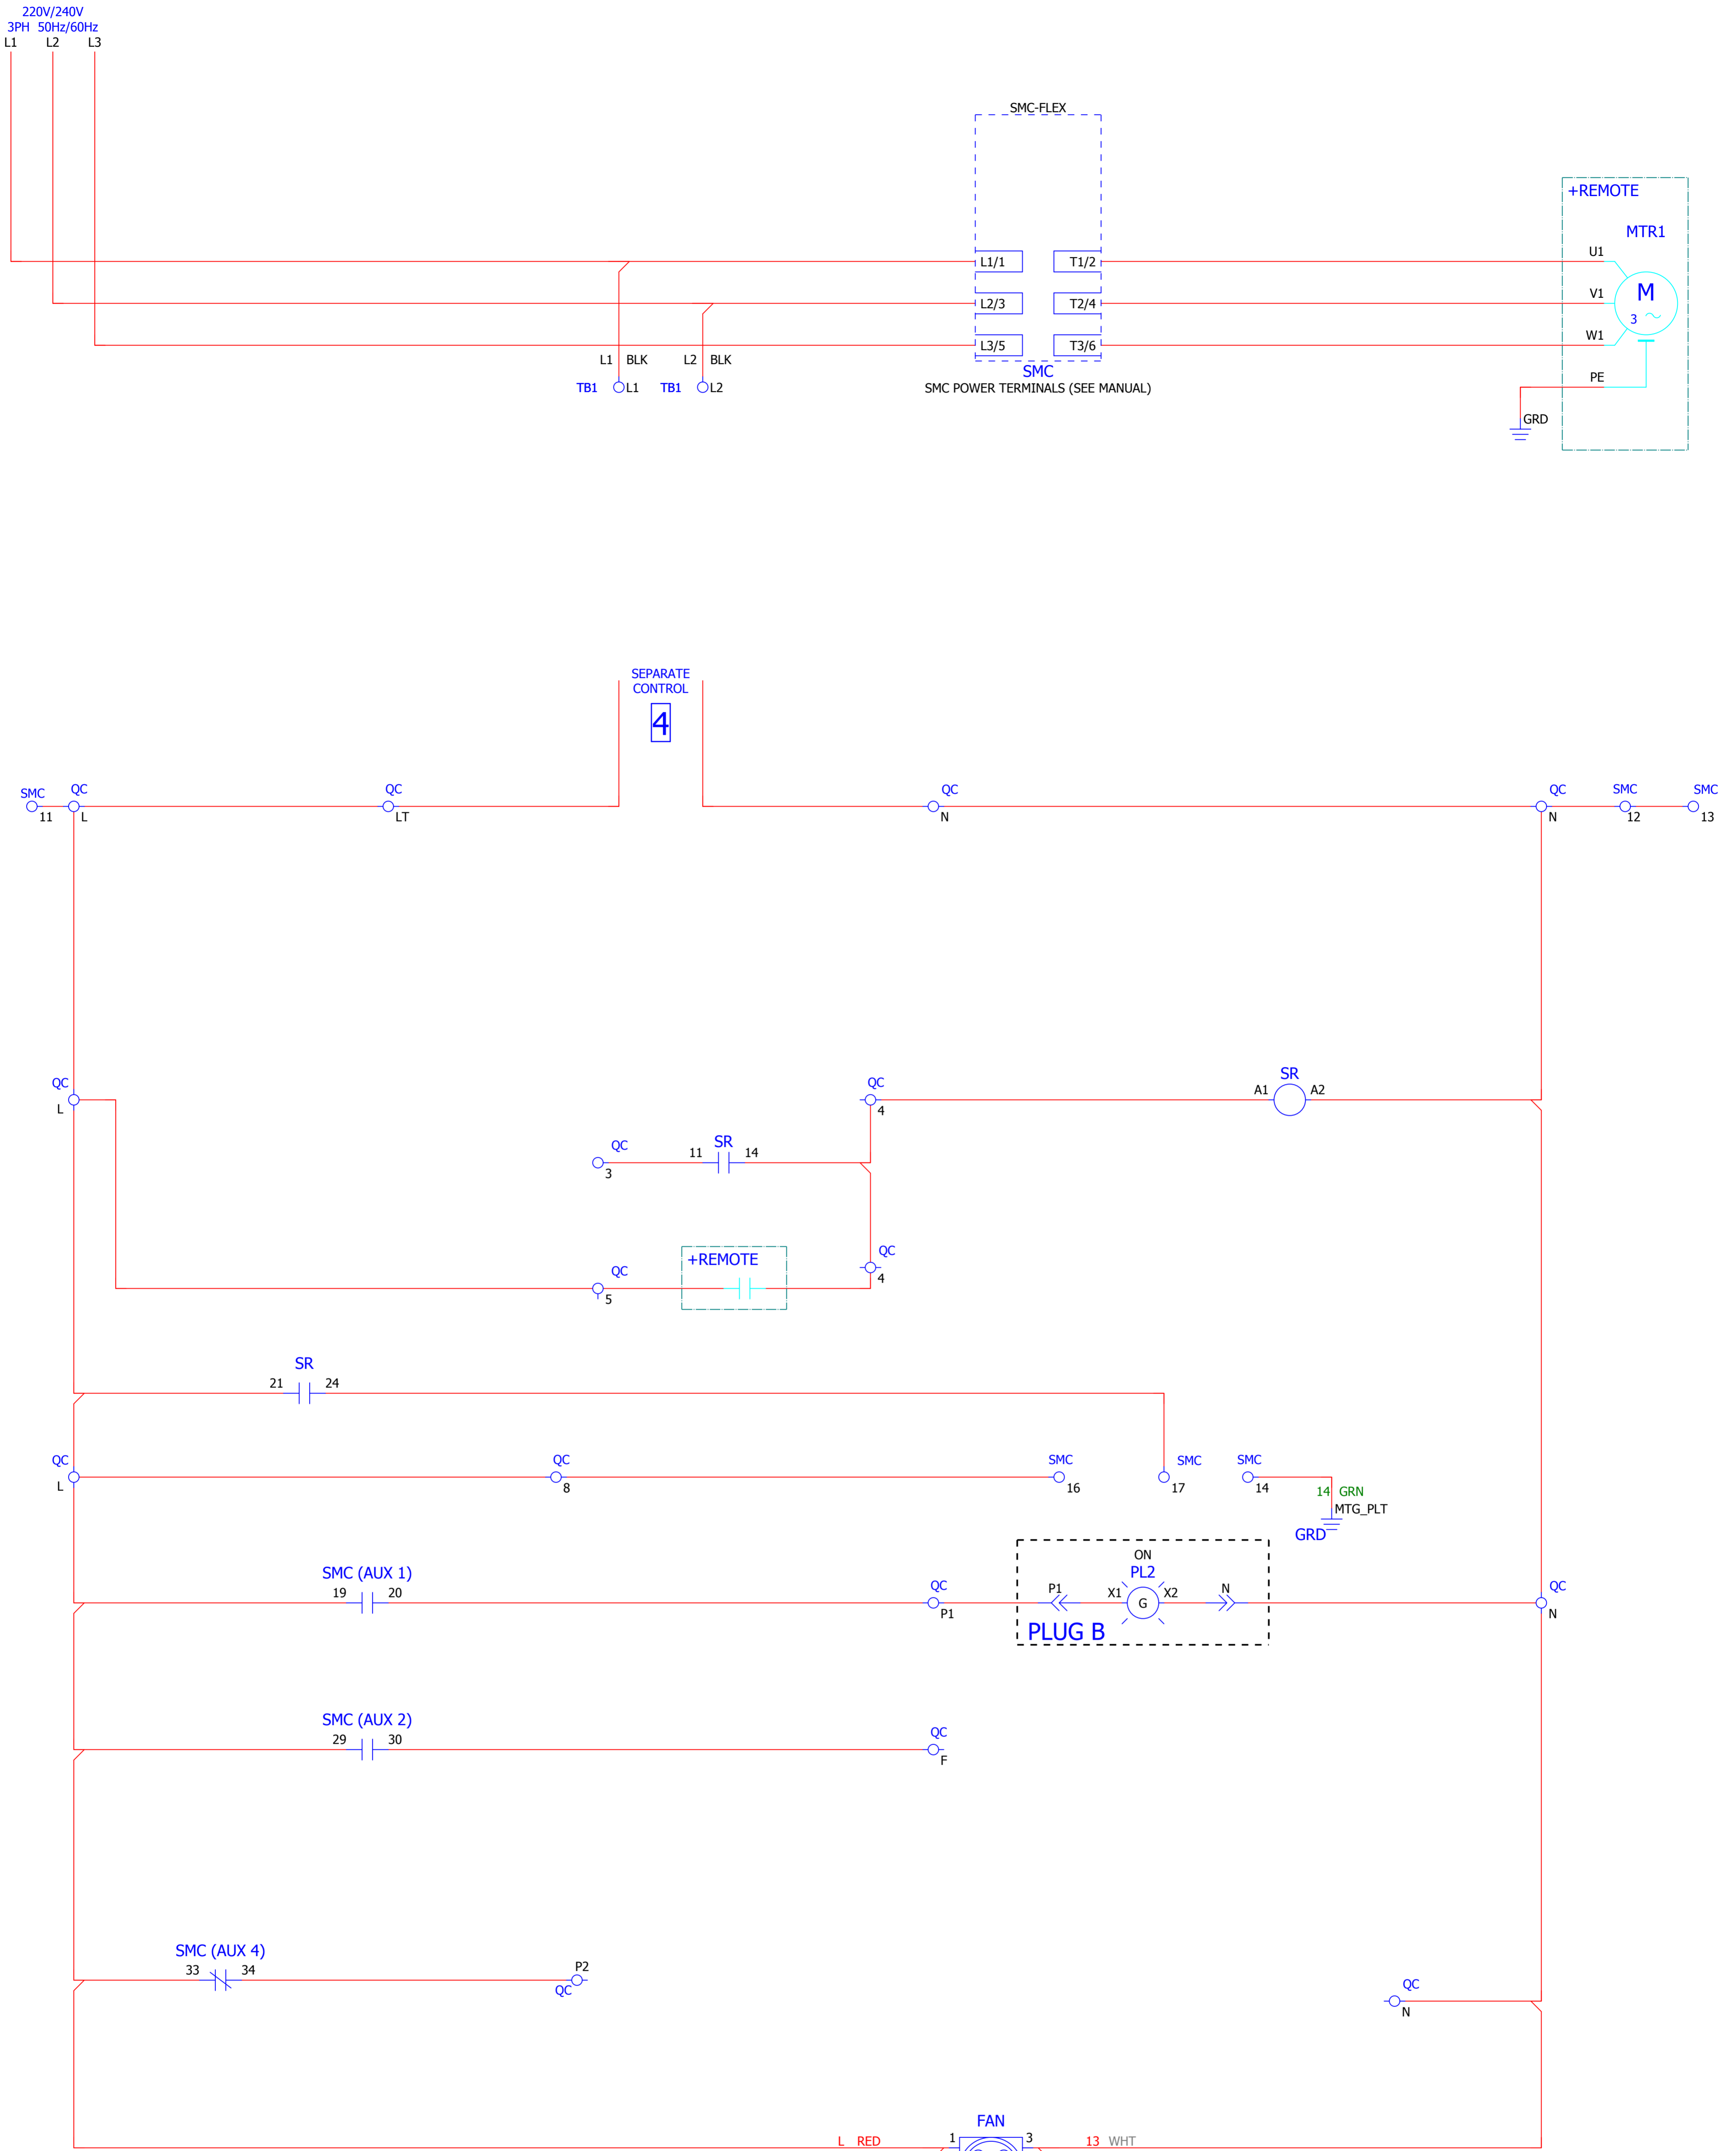 220V/240V
3PH 50Hz/60Hz
L1 L2 L3
SMC-FLEX
+REMOTE
MTR1
L1/1 T1/2 U1
L2/3 T2/4 V1 M
3
L3/5 T3/6 W1
L1 BLK L2 BLK
SMC
TB1 L1 TB1 L2
SMC POWER TERMINALS (SEE MANUAL)
PE
GRD
SEPARATE
CONTROL
4
SMC QC QC QC QC SMC SMC
11 L LT N N 12 13
QC QC SR
L 4 A1 A2
QC SR
3 11 14
QC +REMOTE QC
5 4
SR
21 24
QC QC SMC SMC SMC
L 8 16 17 14
14 GRN
MTG_PLT
GRD
ON
PL2
SMC (AUX 1)
19 20
QC P1 X1 G X2 N QC
P1 N
PLUG B
SMC (AUX 2)
29 30 QC
F
SMC (AUX 4)
33 34 P2
QC
QC
N
FAN
L RED 1 3 13 WHT